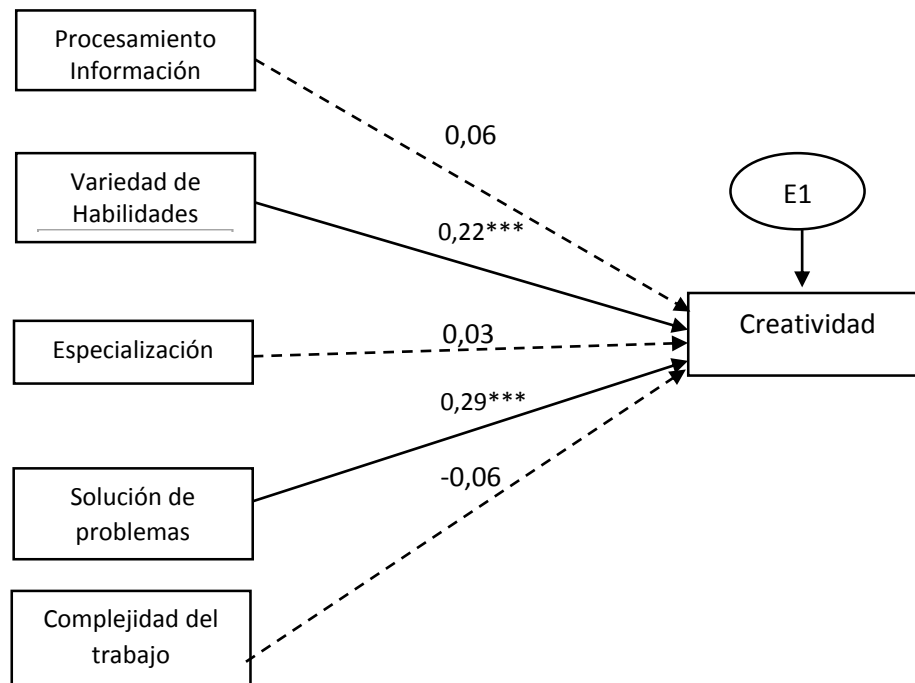 Procesamiento
Información
0,06
Variedad de
Habilidades
E1
0,22***
Creatividad
Especialización
0,03
0,29***
-0,06
Solución de
problemas
Complejidad del
trabajo